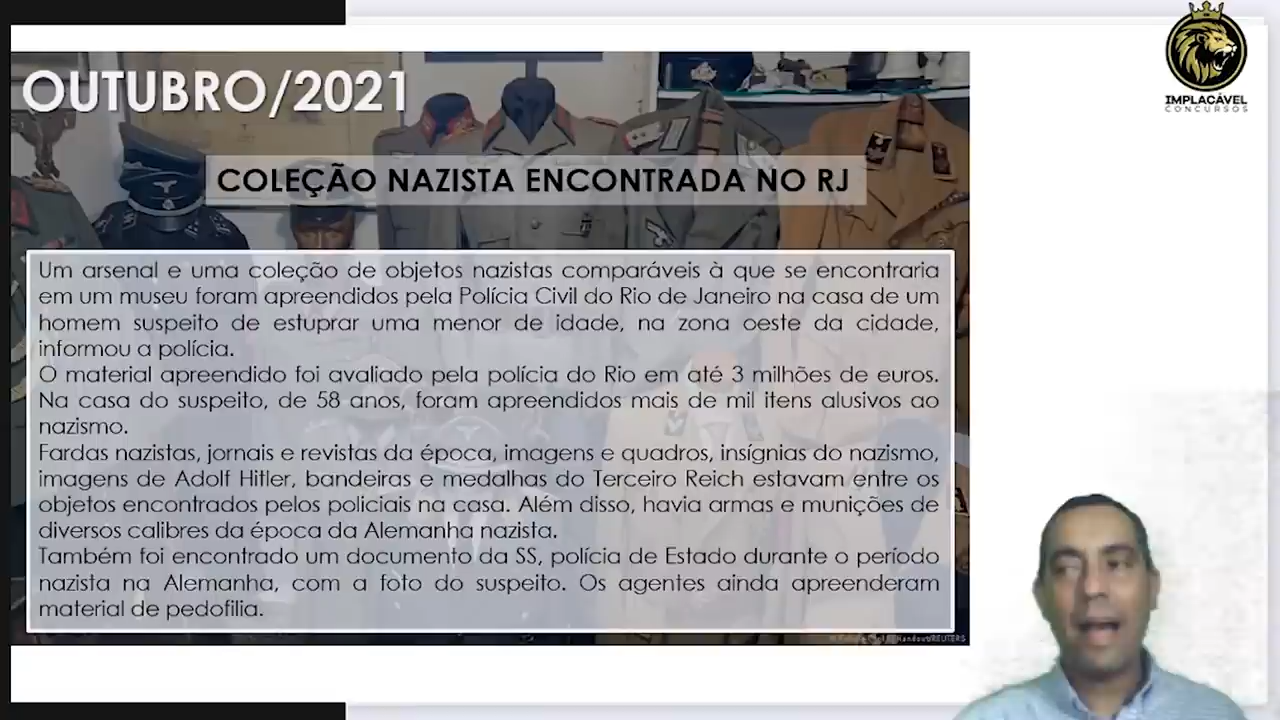 OUTUBRO/2021
IMPLACÁVEL
CONCURSOS
COLEÇÃO NAZISTA ENCONTRADA NO RJ
Um arsenal e uma coleção de objetos nazistas comparáveis à que se encontraria
em um museu foram apreendidos pela Polícia Civil do Rio de Janeiro na casa de um
homem suspeito de estuprar uma menor de idade, na zona oeste da cidade,
informou a polícia.
O material apreendido foi avaliado pela polícia do Rio em até 3 milhões de euros.
Na casa do suspeito, de 58 anos, foram apreendidos mais de mil itens alusivos ao
nazismo.
Fardas nazistas, jornais e revistas da época, imagens e quadros, insígnias do nazismo,
imagens de Adolf Hitler, bandeiras e medalhas do Terceiro Reich estavam entre os
objetos encontrados pelos policiais na casa. Além disso, havia armas e munições de
diversos calibres da época da Alemanha nazista.
Também foi encontrado um documento da SS, polícia de Estado durante o período
nazista na Alemanha, com a foto do suspeito. Os agentes ainda apreenderam
material de pedofilia.